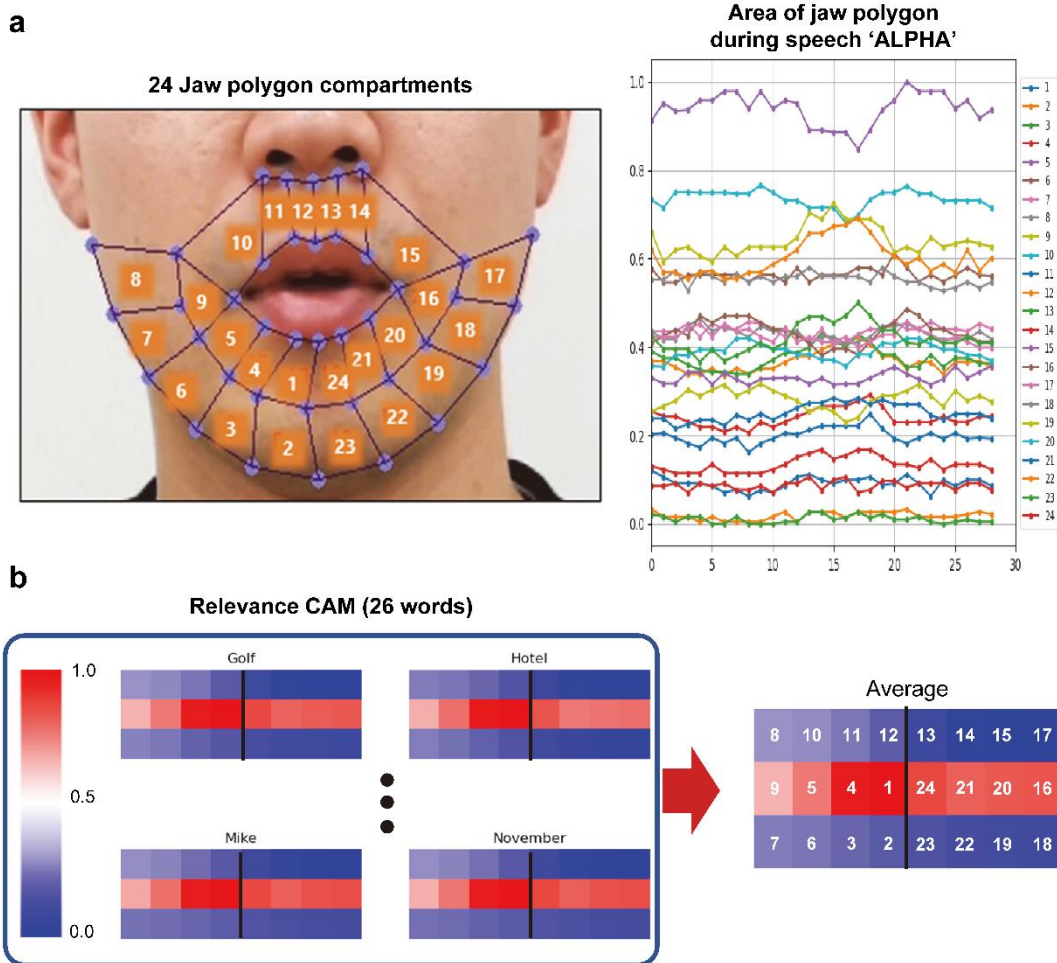 a
24 Jaw polygon compartments
11 12 13 14
10 15
8 17
9 16
7 5 20 18
4 1 24 21 19
6
3 22
2 23
Area of jaw polygon
during speech ‘ALPHA’
1.0
0.8
0.6
0.4
0.2
0.0
0 5 10 15 20 25 30
1
2
3
4
5
6
7
8
9
10
11
12
13
14
15
16
17
18
19
20
21
22
23
24
b
Relevance CAM (26 words)
1.0
0.5
0.0
Golf
Hotel
Mike
November
Average
8 10 11 12 13 14 15 17
9 5 4 1 24 21 20 16
7 6 3 2 23 22 19 18